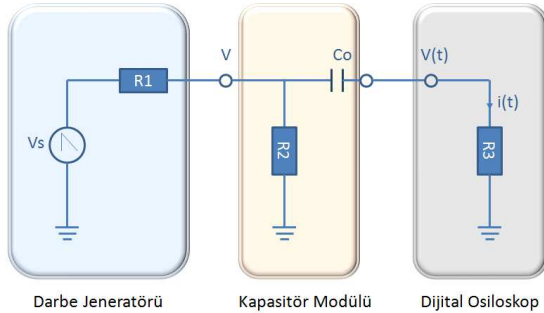 V
Co
V(t)
R1
i(t)
Vs
R2
R3
Darbe Jeneratörü
Kapasitör Modülü
Dijital Osiloskop